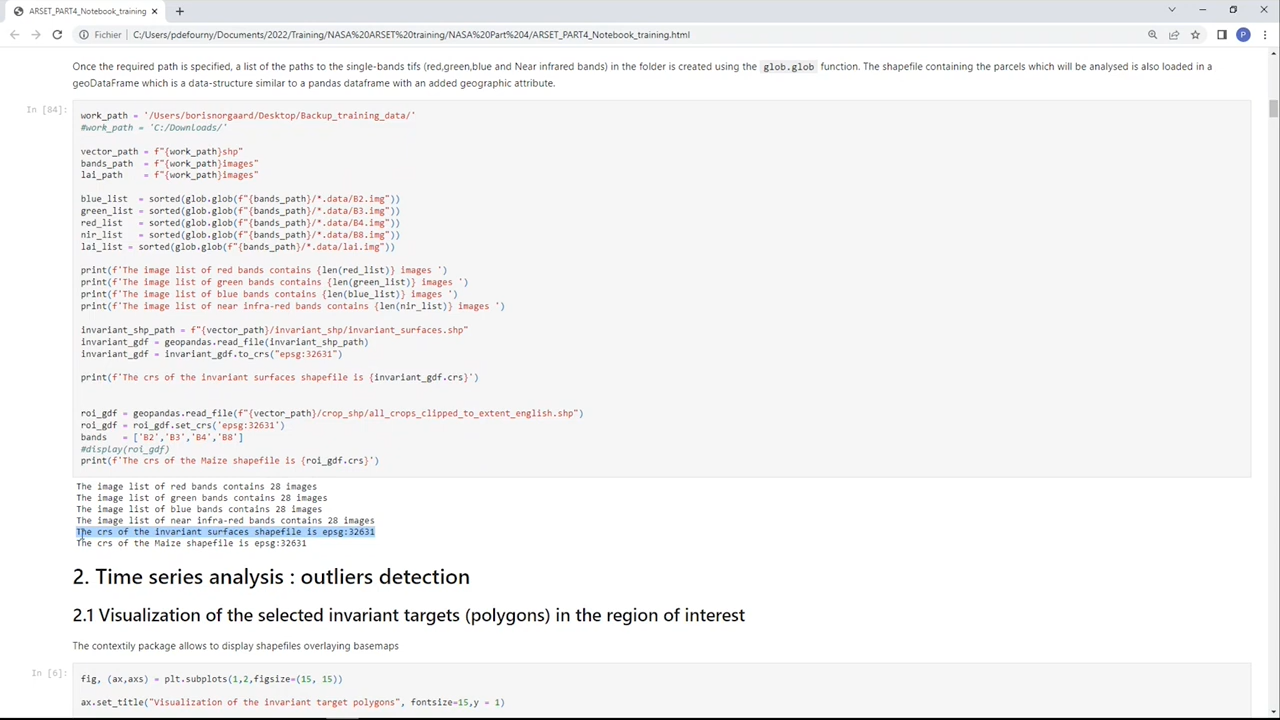 ARSET_PART4_Notebook_training
Fichier C:/Users/pdefourny/Documents/2022/Training/NASA%20ARSET%20training/NASA%20Part%204/ARSET_PART4_Notebook_training.html
P
Once the required path is specified, a list of the paths to the single-bands tifs (red,green,blue and Near infrared bands) in the folder is created using the glob.glob function. The shapefile containing the parcels which will be analysed is also loaded in a
geoDataFrame which is a data-structure similar to a pandas dataframe with an added geographic attribute.
In [84]:
work_path = '/Users/borisnorgaard/Desktop/Backup_training_data/'
#work_path = 'C:/Downloads/'
vector_path = f"{work_path}shp"
bands_path = f"{work_path}images"
lai_path = f"{work_path}images"
blue_list = sorted(glob.glob(f"{bands_path}/*.data/B2.img"))
green_list = sorted(glob.glob(f"{bands_path}/*.data/B3.img"))
red_list = sorted(glob.glob(f"{bands_path}/*.data/B4.img"))
nir_list = sorted(glob.glob(f"{bands_path}/*.data/B8.img"))
lai_list = sorted(glob.glob(f"{bands_path}/*.data/lai.img"))
print(f'The image list of red bands contains {len(red_list)} images ')
print(f'The image list of green bands contains {len(green_list)} images ')
print(f'The image list of blue bands contains {len(blue_list)} images ')
print(f'The image list of near infra-red bands contains {len(nir_list)} images ')
invariant_shp_path = f"{vector_path}/invariant_shp/invariant_surfaces.shp"
invariant_gdf = geopandas.read_file(invariant_shp_path)
invariant_gdf = invariant_gdf.to_crs("epsg:32631")
print(f'The crs of the invariant surfaces shapefile is {invariant_gdf.crs}')
roi_gdf = geopandas.read_file(f"{vector_path}/crop_shp/all_crops_clipped_to_extent_english.shp")
roi_gdf = roi_gdf.set_crs('epsg:32631')
bands = ['B2','B3','B4','B8']
#display(roi_gdf)
print(f'The crs of the Maize shapefile is {roi_gdf.crs}')
The image list of red bands contains 28 images
The image list of green bands contains 28 images
The image list of blue bands contains 28 images
The image list of near infra-red bands contains 28 images
The crs of the invariant surfaces shapefile is epsg:32631
The crs of the Maize shapefile is epsg:32631
2. Time series analysis : outliers detection
2.1 Visualization of the selected invariant targets (polygons) in the region of interest
The contextily package allows to display shapefiles overlaying basemaps
In [6]:
fig, (ax,axs) = plt.subplots(1,2,figsize=(15, 15))
ax.set_title("Visualization of the invariant target polygons", fontsize=15,y = 1)